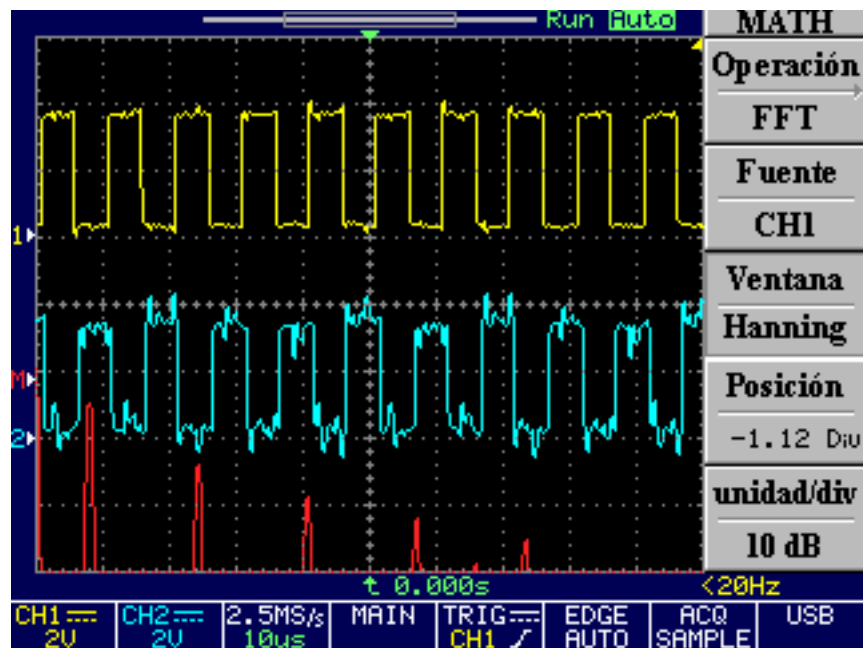 Run Auto
MATH
Operación
FFT
Fuente
CH1
Ventana
Hanning
Posición
-1.12 Div
unidad/div
10 dB
1
M
2
0.000s
<20Hz
CH1 CH2 2.5MS/s MAIN TRIG EDGE ACQ USB
2V 2V 10us CH1 AUTO SAMPLE